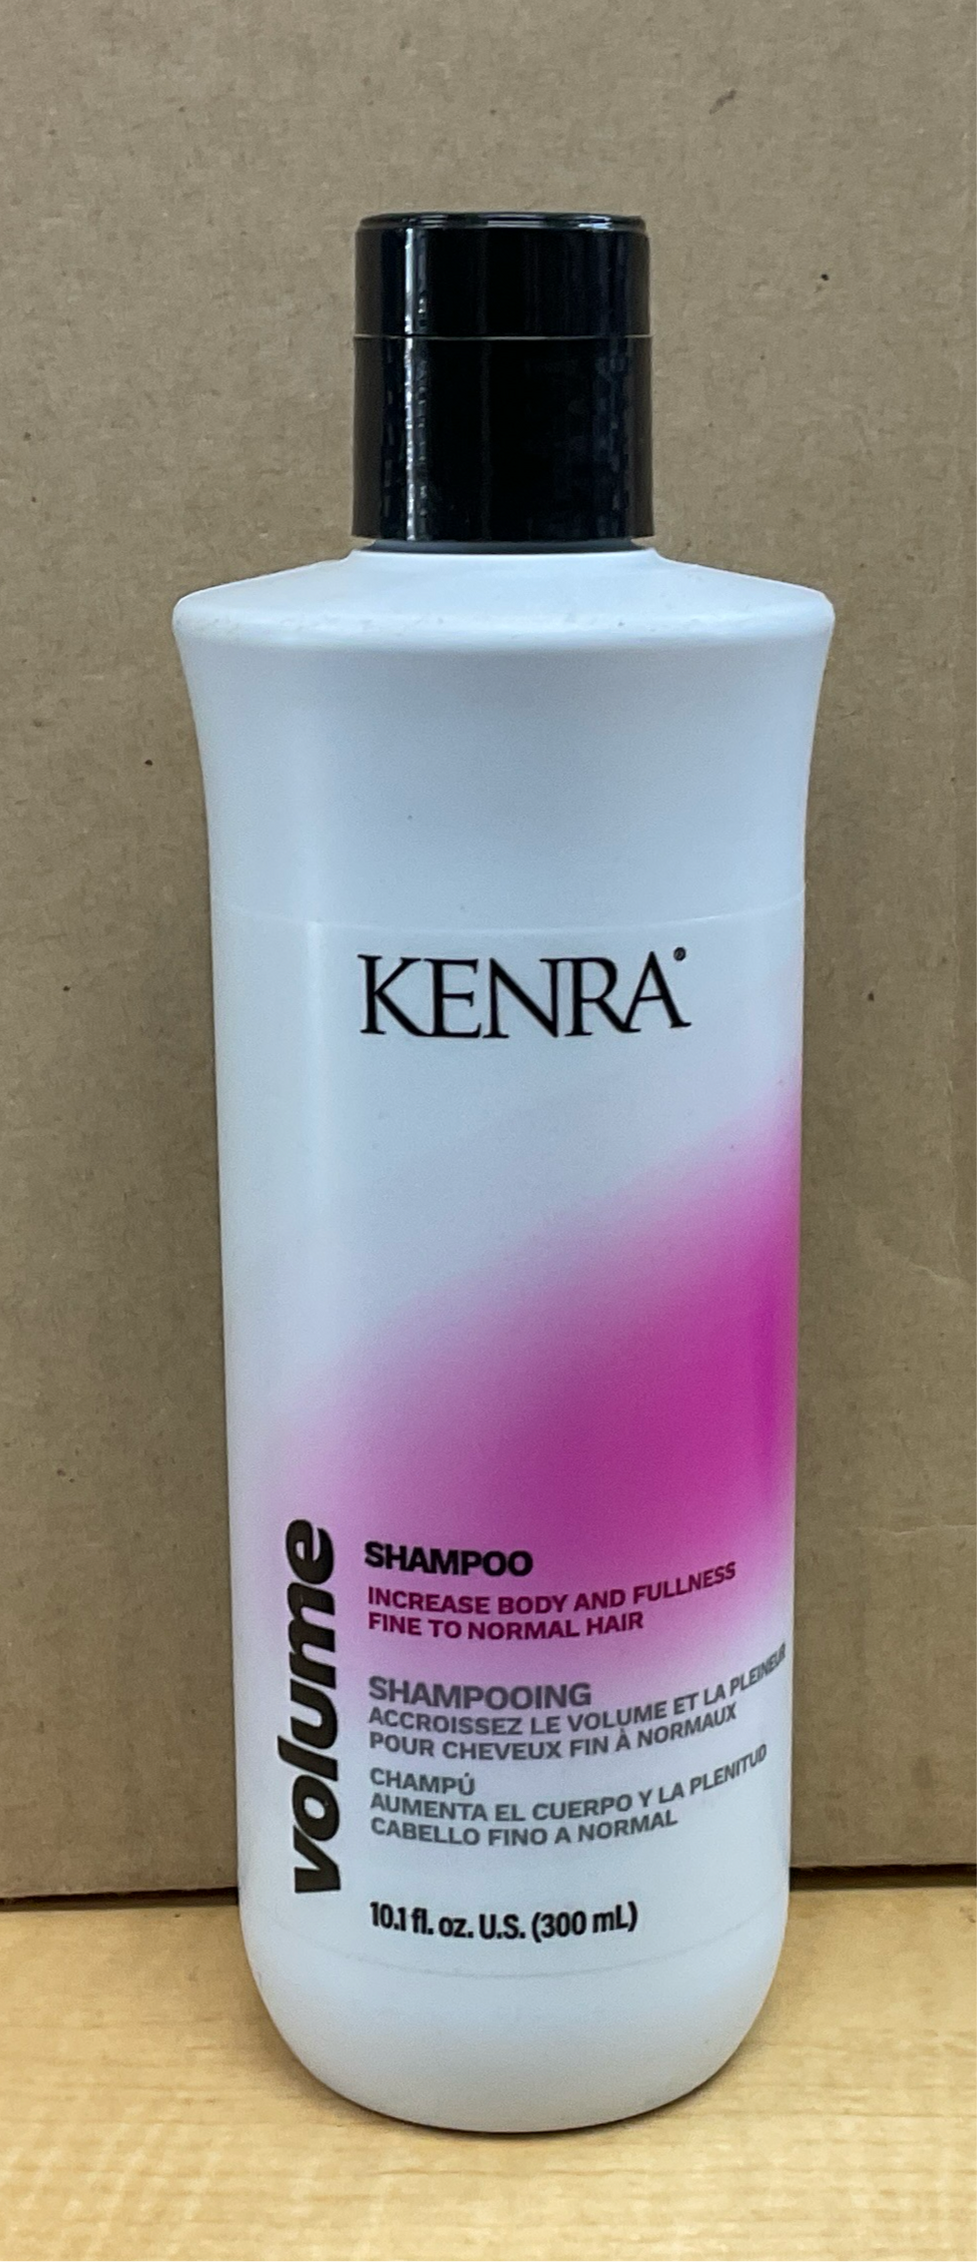 KENRA®
volume
SHAMPOO
INCREASE BODY AND FULLNESS
FINE TO NORMAL HAIR
SHAMPOOING
ACCROISSEZ LE VOLUME ET LA PLEINEUR
POUR CHEVEUX FIN À NORMAUX
CHAMPÚ
AUMENTA EL CUERPO Y LA PLENITUD
CABELLO FINO A NORMAL
10.1 fl. oz. U.S. (300 mL)